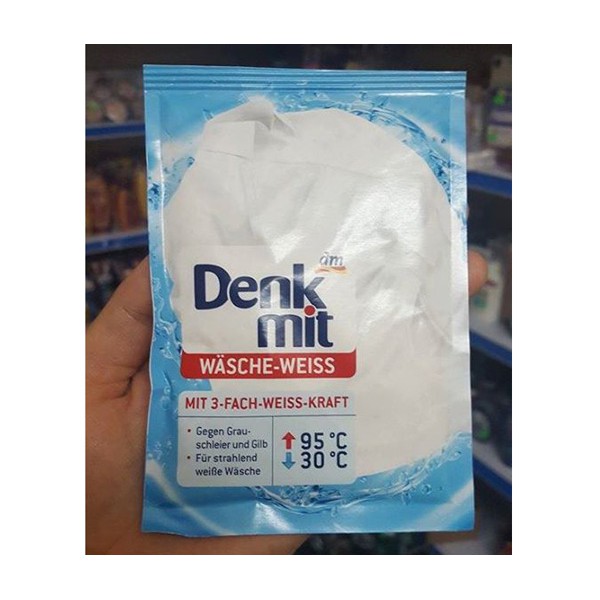 dm
Denk
mit
WÄSCHE-WEISS
MIT 3-FACH-WEISS-KRAFT
• Gegen Grau-
schleier und Gilb
• Für strahlend
weiße Wäsche
↑ 95 °C
↓ 30 °C